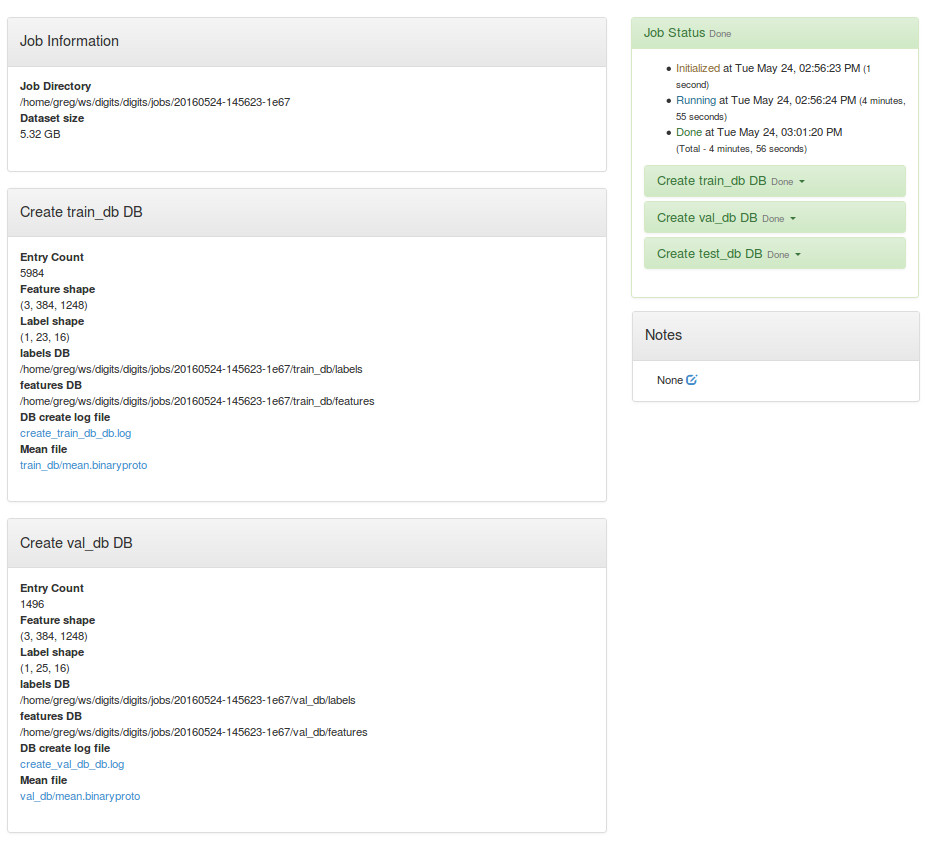 Job Information
Job Directory
/home/greg/ws/digits/digits/jobs/20160524-145623-1e67
Dataset size
5.32 GB
Create train_db DB
Entry Count
5984
Feature shape
(3, 384, 1248)
Label shape
(1, 23, 16)
labels DB
/home/greg/ws/digits/digits/jobs/20160524-145623-1e67/train_db/labels
features DB
/home/greg/ws/digits/digits/jobs/20160524-145623-1e67/train_db/features
DB create log file
create_train_db_db.log
Mean file
train_db/mean.binaryproto
Create val_db DB
Entry Count
1496
Feature shape
(3, 384, 1248)
Label shape
(1, 25, 16)
labels DB
/home/greg/ws/digits/digits/jobs/20160524-145623-1e67/val_db/labels
features DB
/home/greg/ws/digits/digits/jobs/20160524-145623-1e67/val_db/features
DB create log file
create_val_db_db.log
Mean file
val_db/mean.binaryproto
Job Status Done
• Initialized at Tue May 24, 02:56:23 PM (1
second)
• Running at Tue May 24, 02:56:24 PM (4 minutes,
55 seconds)
• Done at Tue May 24, 03:01:20 PM
(Total - 4 minutes, 56 seconds)
Create train_db DB Done
Create val_db DB Done
Create test_db DB Done
Notes
None